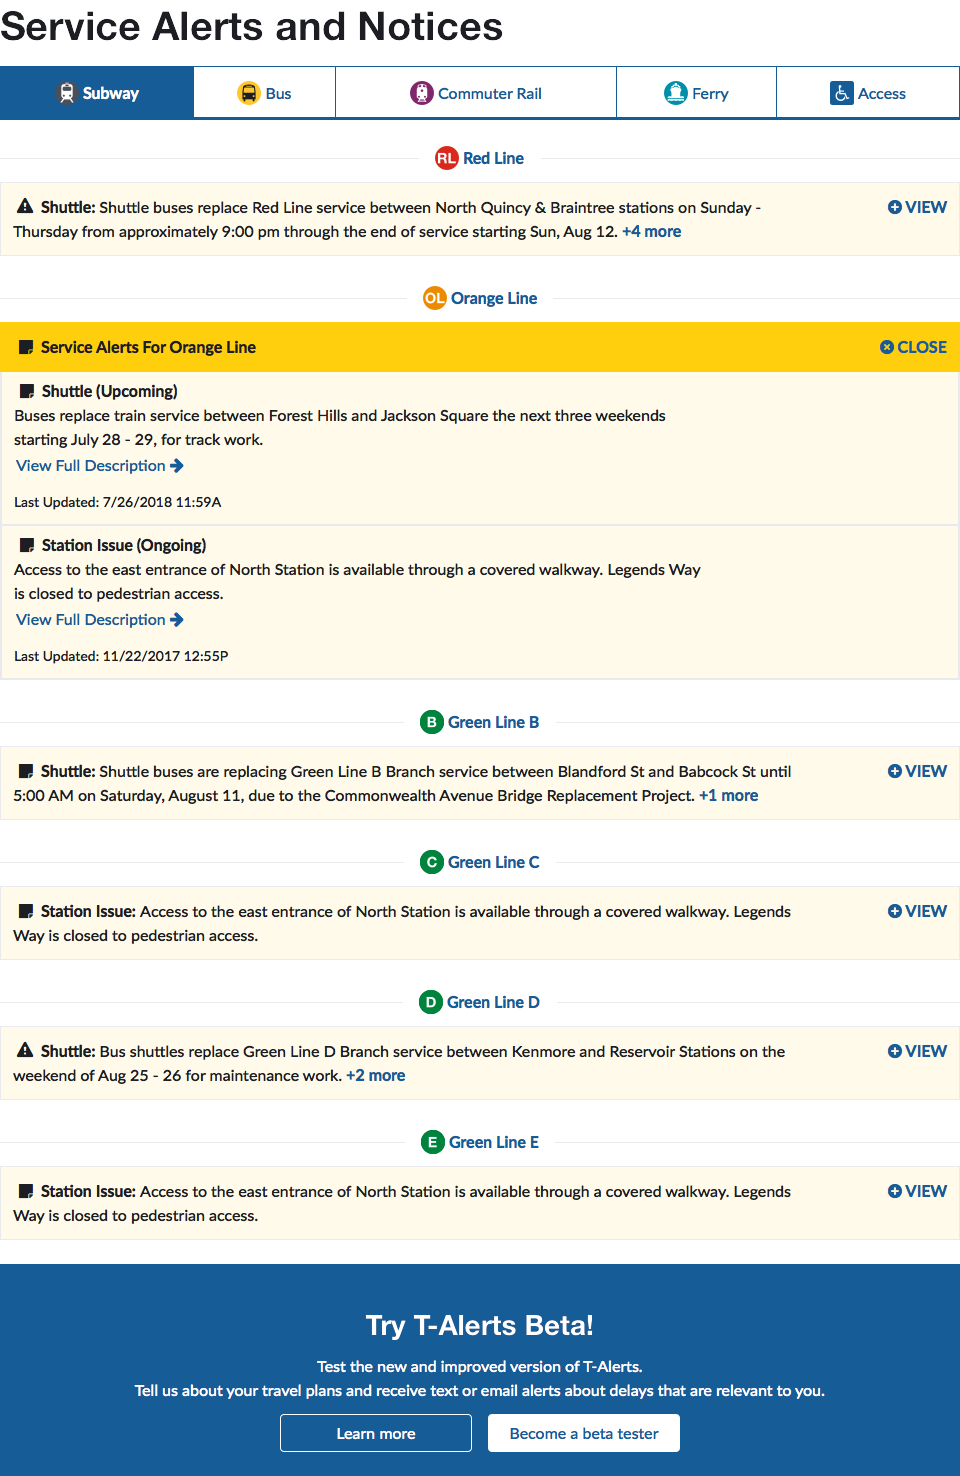 Service Alerts and Notices
Subway
Bus
Commuter Rail
Ferry
Access
RL Red Line
Shuttle: Shuttle buses replace Red Line service between North Quincy & Braintree stations on Sunday -
VIEW
Thursday from approximately 9:00 pm through the end of service starting Sun, Aug 12. +4 more
OL Orange Line
Service Alerts For Orange Line
CLOSE
Shuttle (Upcoming)
Buses replace train service between Forest Hills and Jackson Square the next three weekends
starting July 28 - 29, for track work.
View Full Description
Last Updated: 7/26/2018 11:59A
Station Issue (Ongoing)
Access to the east entrance of North Station is available through a covered walkway. Legends Way
is closed to pedestrian access.
View Full Description
Last Updated: 11/22/2017 12:55P
B Green Line B
Shuttle: Shuttle buses are replacing Green Line B Branch service between Blandford St and Babcock St until
VIEW
5:00 AM on Saturday, August 11, due to the Commonwealth Avenue Bridge Replacement Project. +1 more
C Green Line C
Station Issue: Access to the east entrance of North Station is available through a covered walkway. Legends
VIEW
Way is closed to pedestrian access.
D Green Line D
Shuttle: Bus shuttles replace Green Line D Branch service between Kenmore and Reservoir Stations on the
VIEW
weekend of Aug 25 - 26 for maintenance work. +2 more
E Green Line E
Station Issue: Access to the east entrance of North Station is available through a covered walkway. Legends
VIEW
Way is closed to pedestrian access.
Try T-Alerts Beta!
Test the new and improved version of T-Alerts.
Tell us about your travel plans and receive text or email alerts about delays that are relevant to you.
Learn more
Become a beta tester